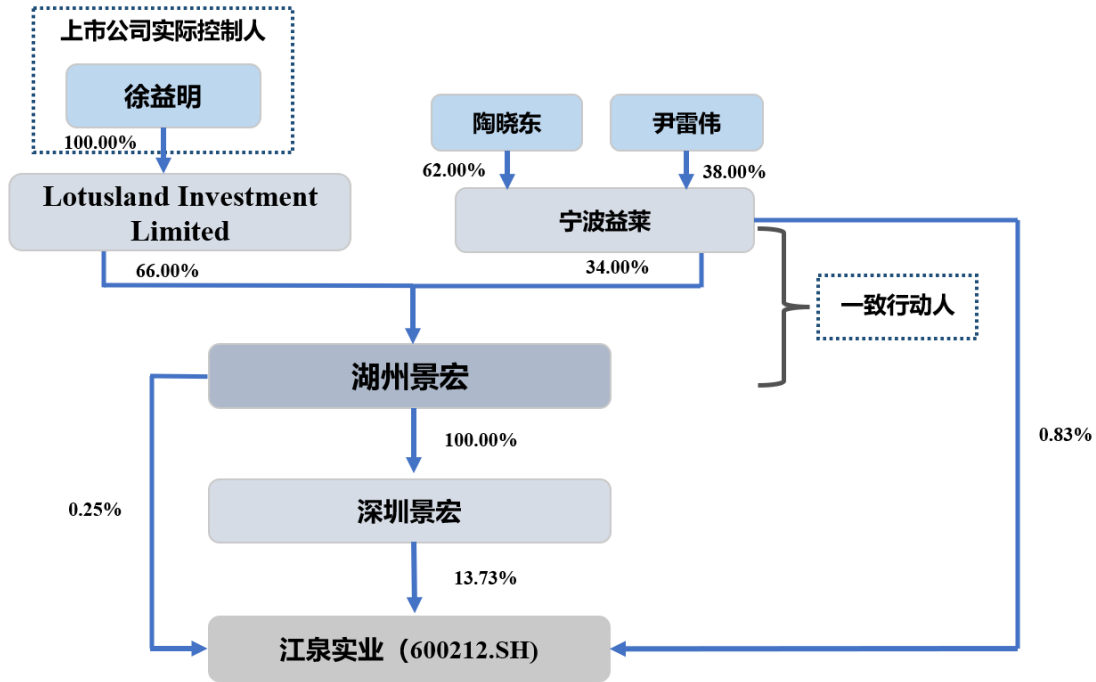 上市公司实际控制人
徐益明
陶晓东
尹雷伟
100.00%
62.00%
38.00%
Lotusland Investment
Limited
宁波益莱
66.00%
34.00%
一致行动人
湖州景宏
100.00%
0.83%
0.25%
深圳景宏
13.73%
江泉实业（600212.SH)